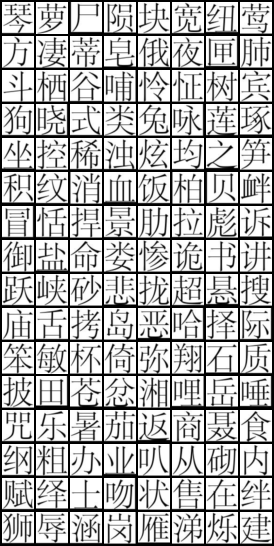 琴萝尸陨块宽纽莺
方凄蒂皂俄夜匣肺
斗栖谷哺怜怔树宾
狗晓式类兔咏莲琢
坐控稀浊炫均之笋
积纹消血饭柏贝衅
冒恬捍景肋拉彪诉
御盐命娄惨诡书讲
跃峡砂悲拢超悬搜
庙舌拷岛恶哈择际
笨敏杯倚弥翔石质
披田苍忿湘哩岳唾
咒乐暑茄返商聂食
纲粗办业叭从砌内
赋绎土吻状售在绊
狮辱涵岗雁涕烁建